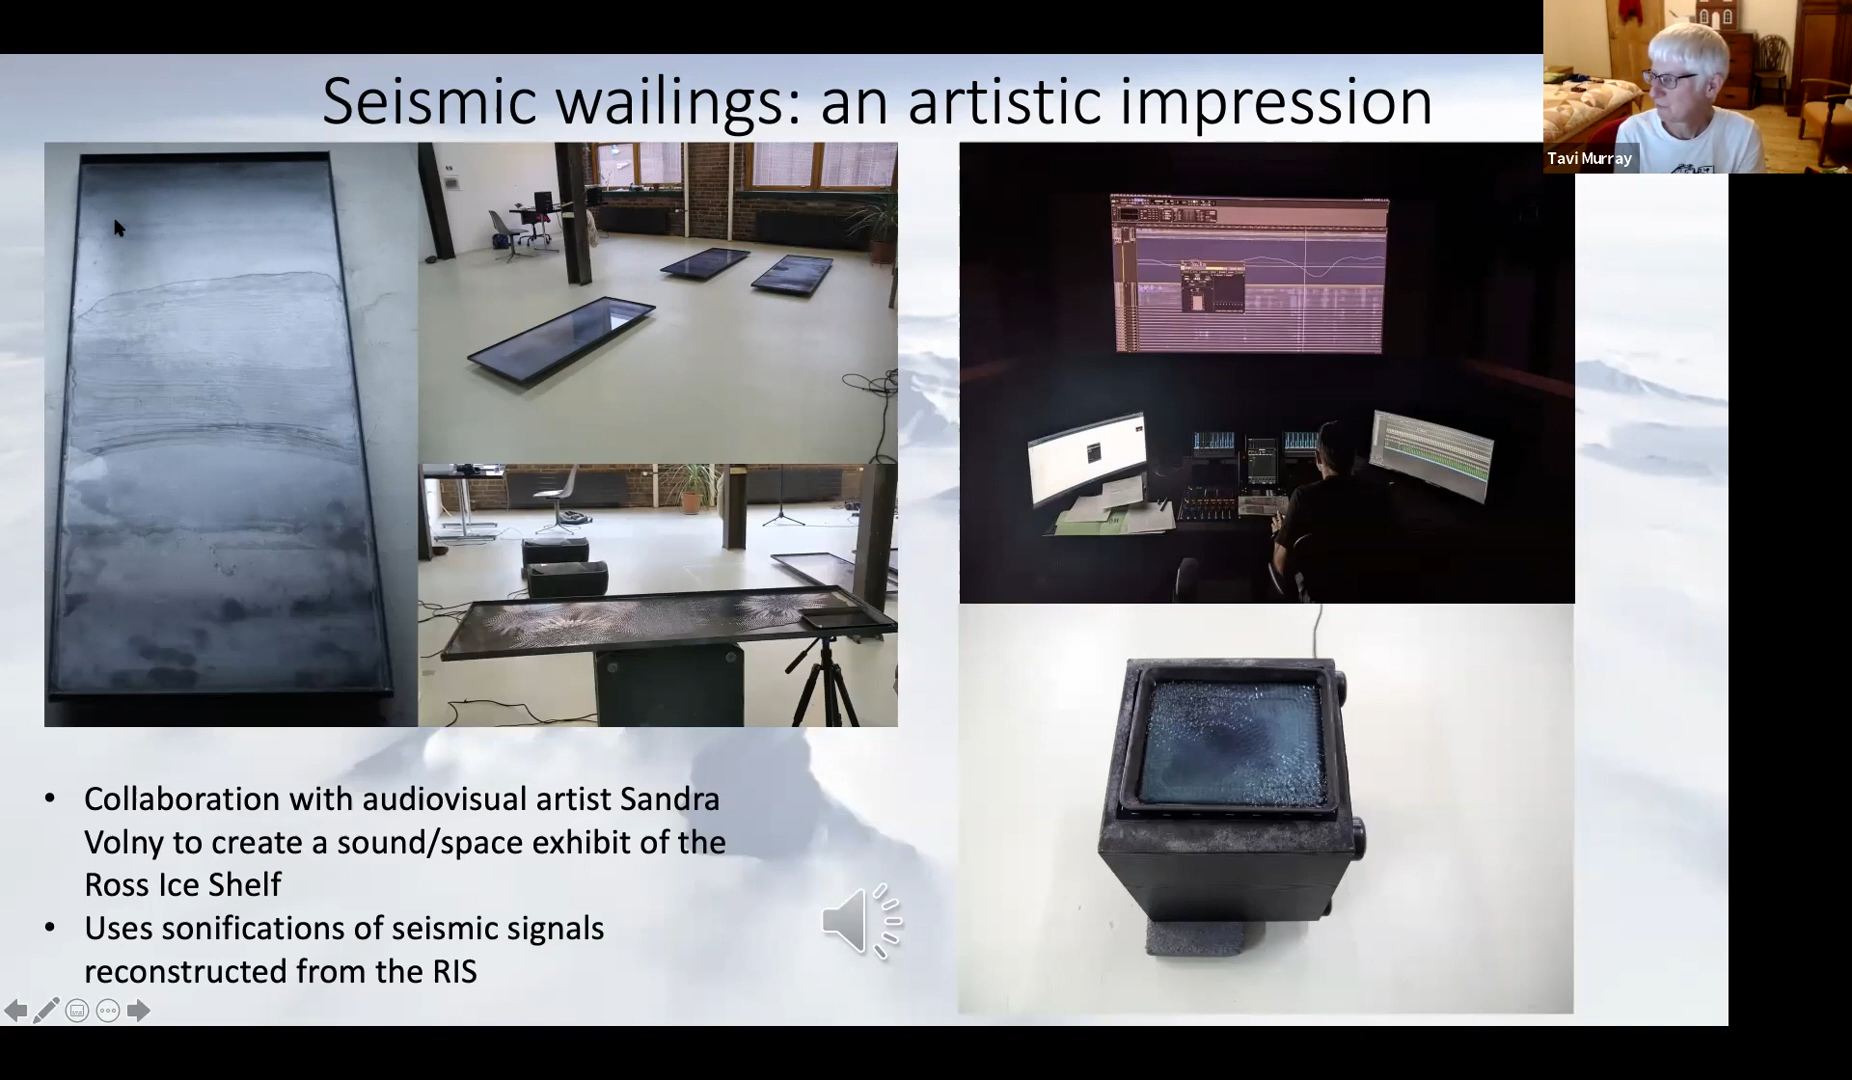 Seismic wailings: an artistic impression
Tavi Murray
• Collaboration with audiovisual artist Sandra
Volny to create a sound/space exhibit of the
Ross Ice Shelf
• Uses sonifications of seismic signals
reconstructed from the RIS